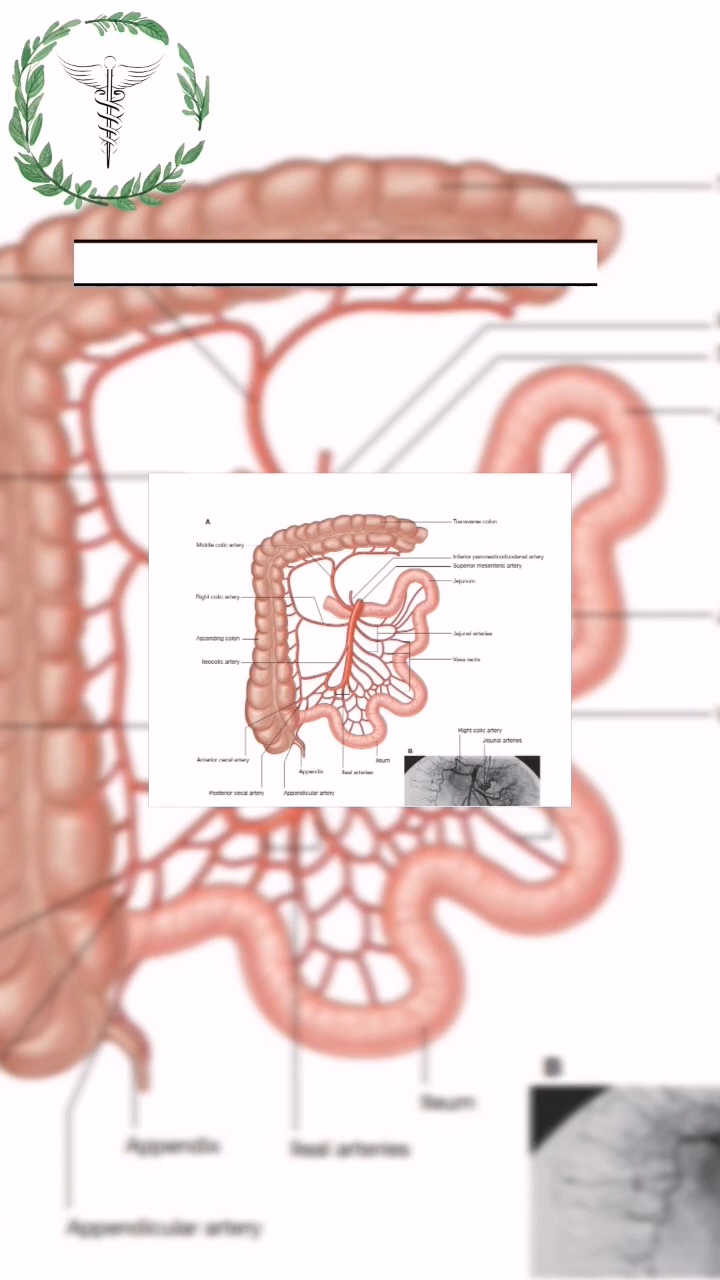 A
Transverse colon
Middle colic artery
Inferior pancreaticoduodenal artery
Superior mesenteric artery
Jejunum
Right colic artery
Jejunal arteries
Ascending colon
Vasa recta
Ileocolic artery
Right colic artery
Jejunal arteries
B
Anterior cecal artery
Ileum
Appendix
Ileal arteries
Posterior cecal artery
Appendicular artery
B
Ileum
Appendix
Ileal arteries
Appendicular artery